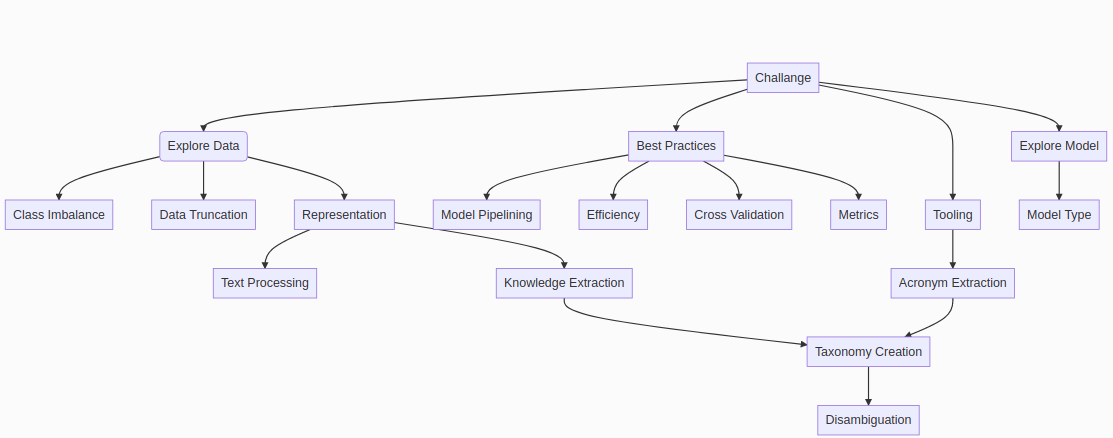 Challange
Explore Data
Best Practices
Explore Model
Class Imbalance
Data Truncation
Representation
Model Pipelining
Efficiency
Cross Validation
Metrics
Tooling
Model Type
Text Processing
Knowledge Extraction
Acronym Extraction
Taxonomy Creation
Disambiguation